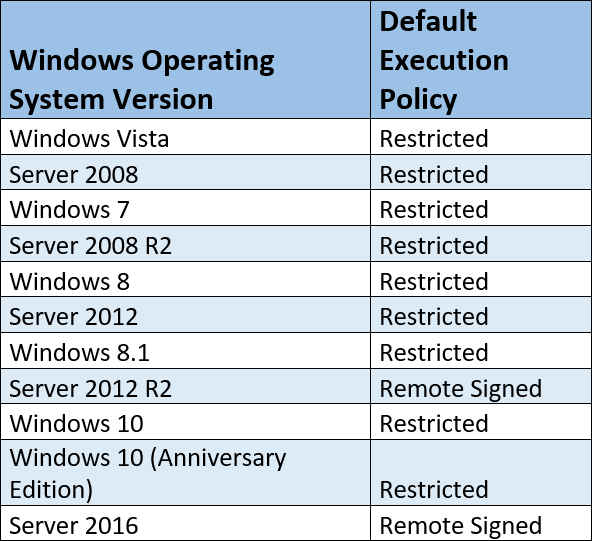 Windows Operating
System Version
Default
Execution
Policy
Windows Vista Restricted
Server 2008 Restricted
Windows 7 Restricted
Server 2008 R2 Restricted
Windows 8 Restricted
Server 2012 Restricted
Windows 8.1 Restricted
Server 2012 R2 Remote Signed
Windows 10 Restricted
Windows 10 (Anniversary
Edition) Restricted
Server 2016 Remote Signed